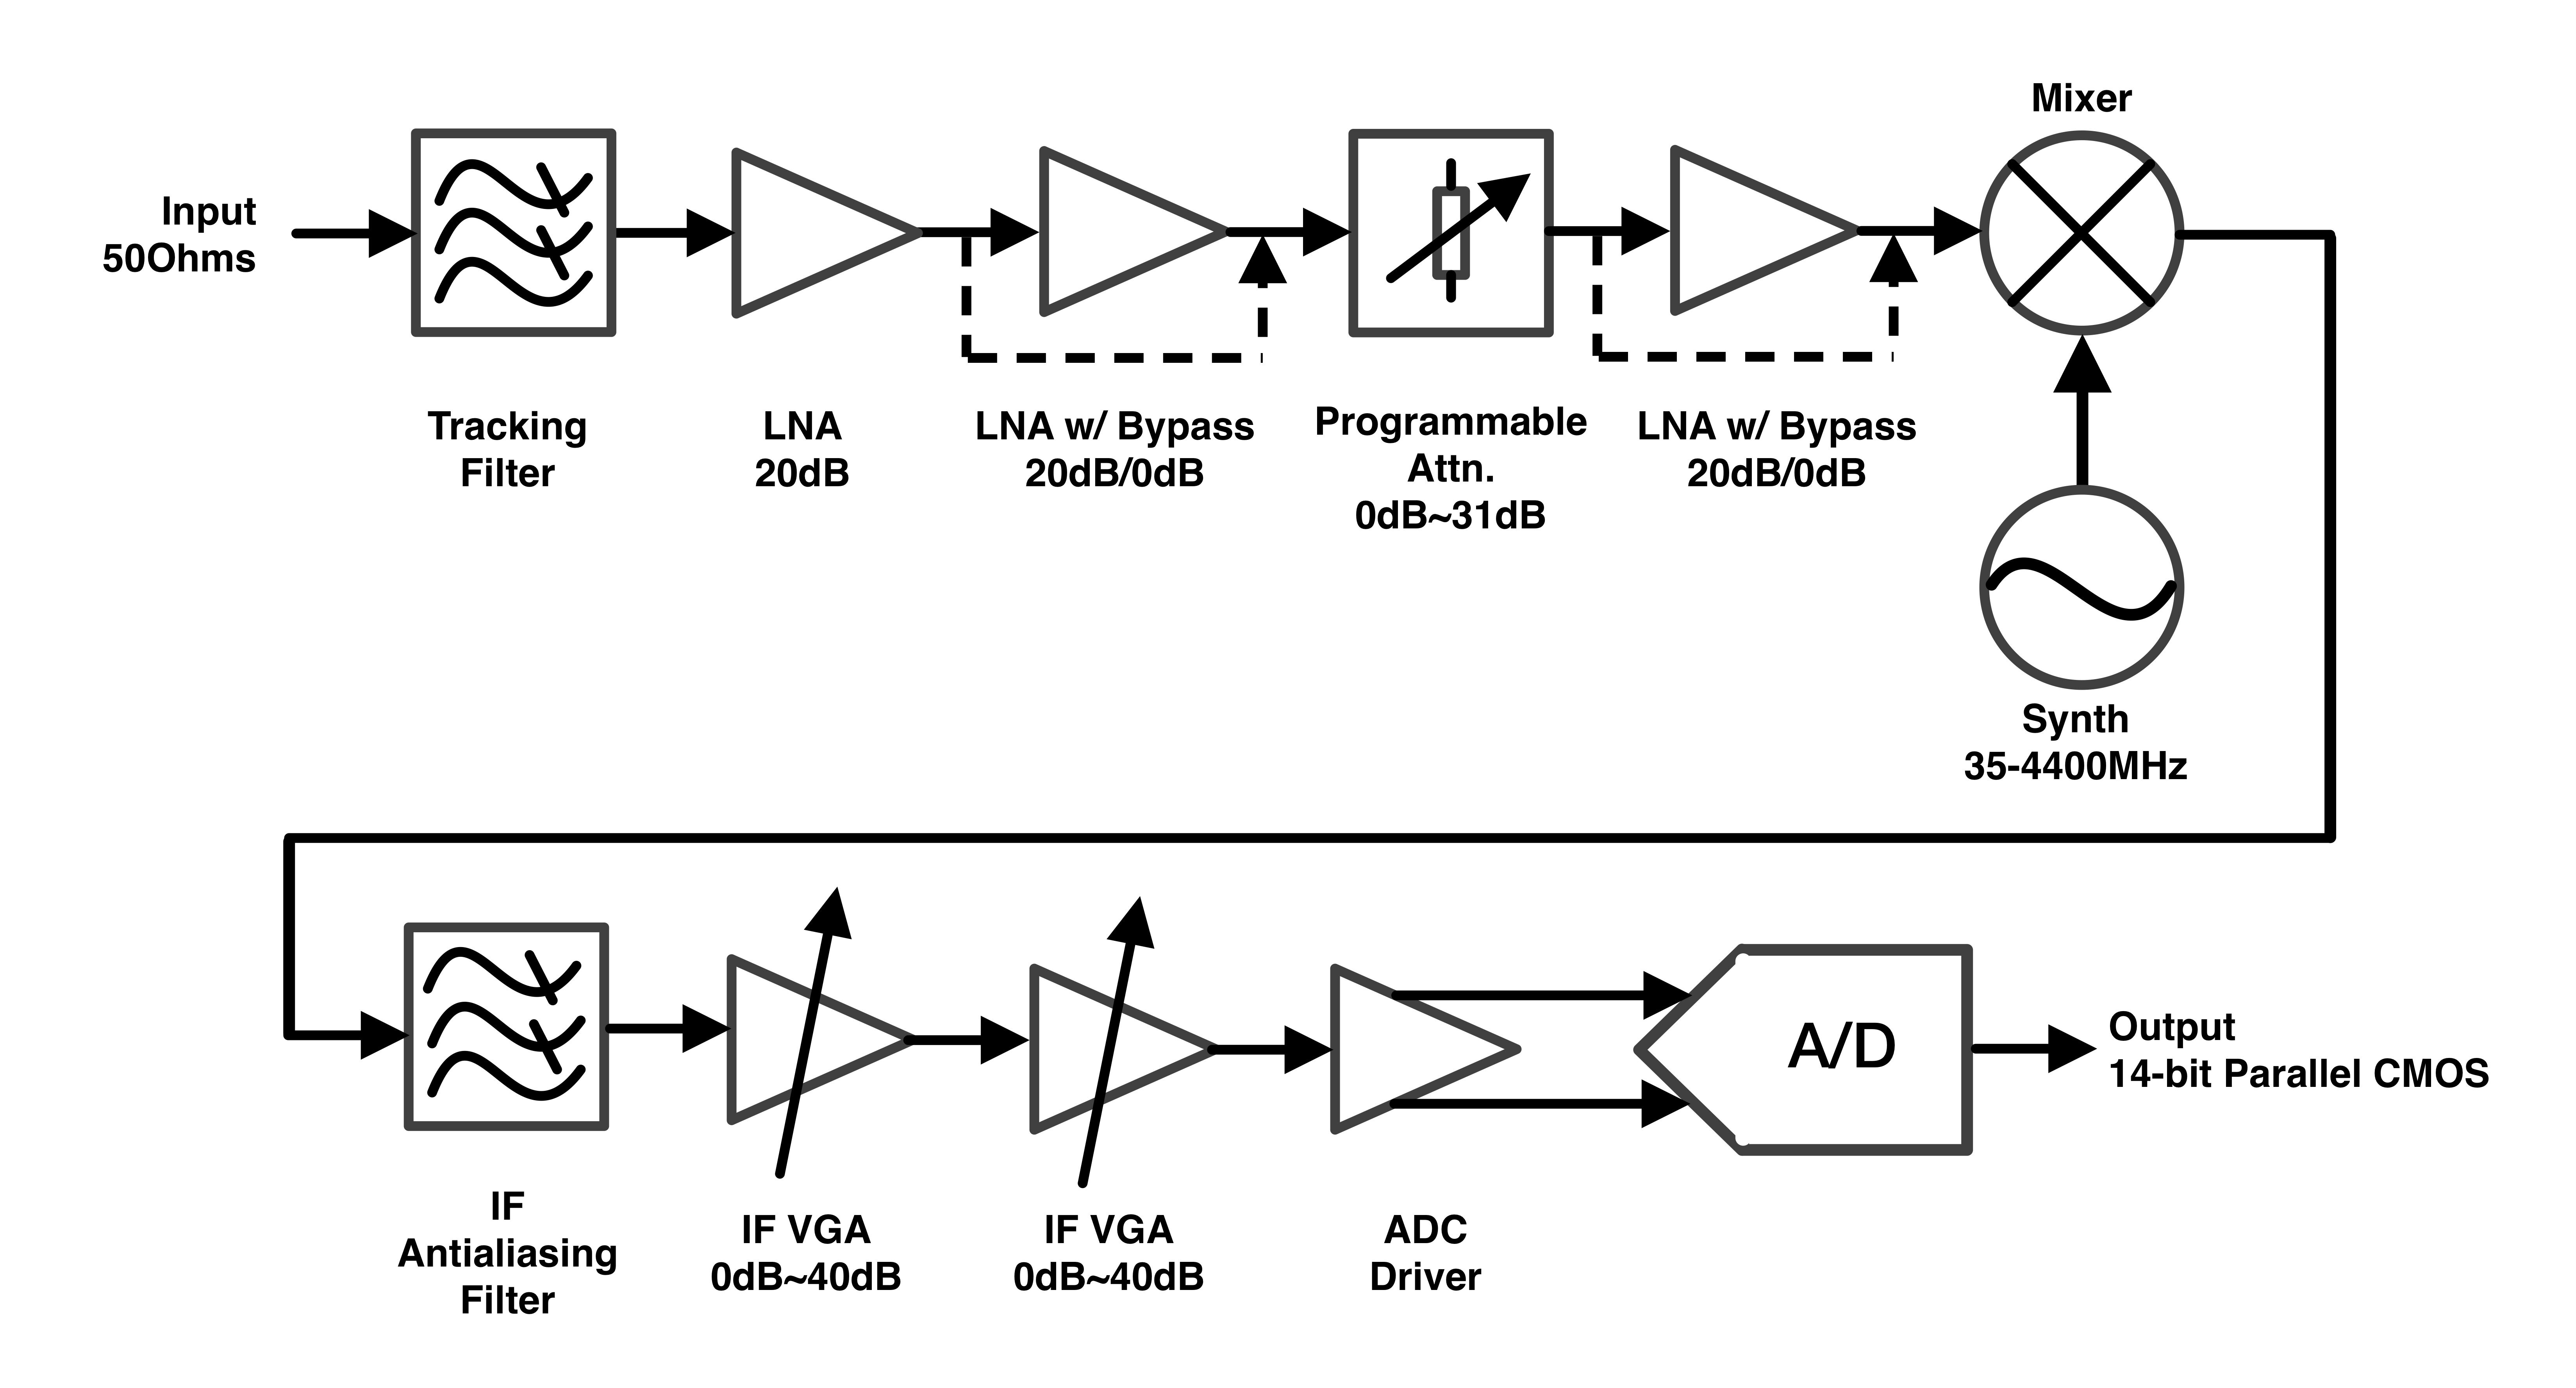 Mixer
Input
50Ohms
Tracking
Filter
LNA
20dB
LNA w/ Bypass
20dB/0dB
Programmable
Attn.
0dB~31dB
LNA w/ Bypass
20dB/0dB
Synth
35-4400MHz
IF
Antialiasing
Filter
IF VGA
0dB~40dB
IF VGA
0dB~40dB
ADC
Driver
A/D
Output
14-bit Parallel CMOS